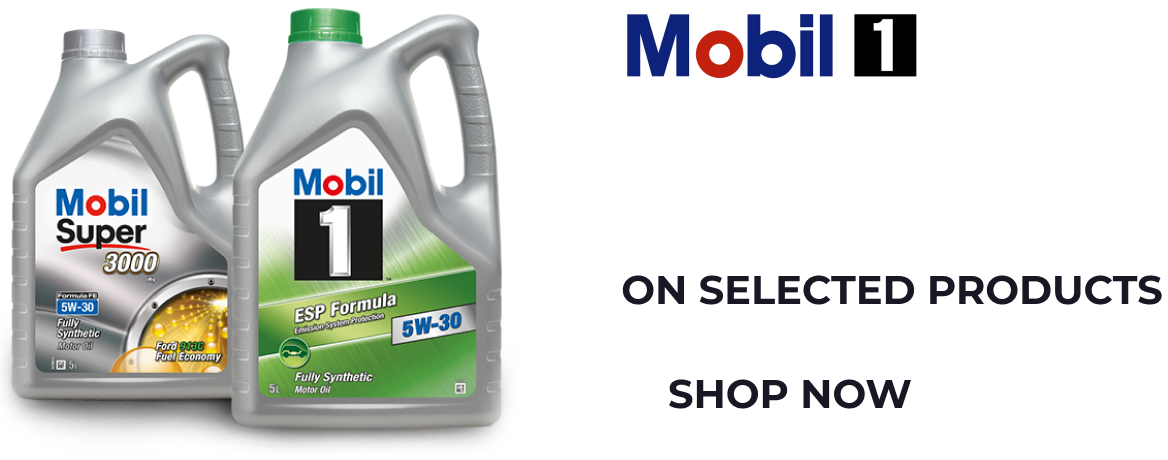 Mobil 1
ON SELECTED PRODUCTS
SHOP NOW
Mobil
Super
3000
Formula FE
5W-30
Fully
Synthetic
Motor Oil
Ford 913C
Fuel Economy
5L
Mobil
1
ESP Formula
Emission System Protection
5W-30
Fully Synthetic
Motor Oil
5L